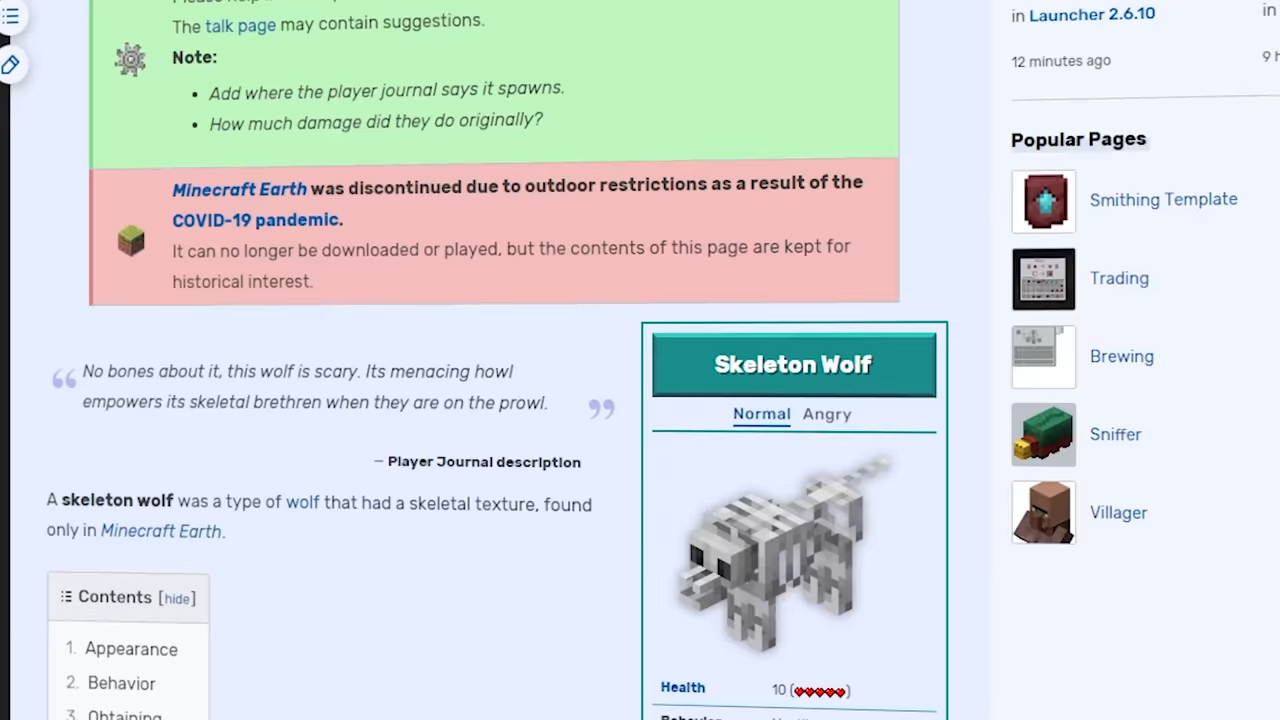 The talk page may contain suggestions.
Note:
• Add where the player journal says it spawns.
• How much damage did they do originally?
Minecraft Earth was discontinued due to outdoor restrictions as a result of the
COVID-19 pandemic.
It can no longer be downloaded or played, but the contents of this page are kept for
historical interest.
“ No bones about it, this wolf is scary. Its menacing howl
empowers its skeletal brethren when they are on the prowl. ”
— Player Journal description
A skeleton wolf was a type of wolf that had a skeletal texture, found
only in Minecraft Earth.
Contents [hide]
1. Appearance
2. Behavior
3. Obtaining
Skeleton Wolf
Normal Angry
Health 10 (♥♥♥♥♥)
in Launcher 2.6.10
in
12 minutes ago
9 h
Popular Pages
Smithing Template
Trading
Brewing
Sniffer
Villager